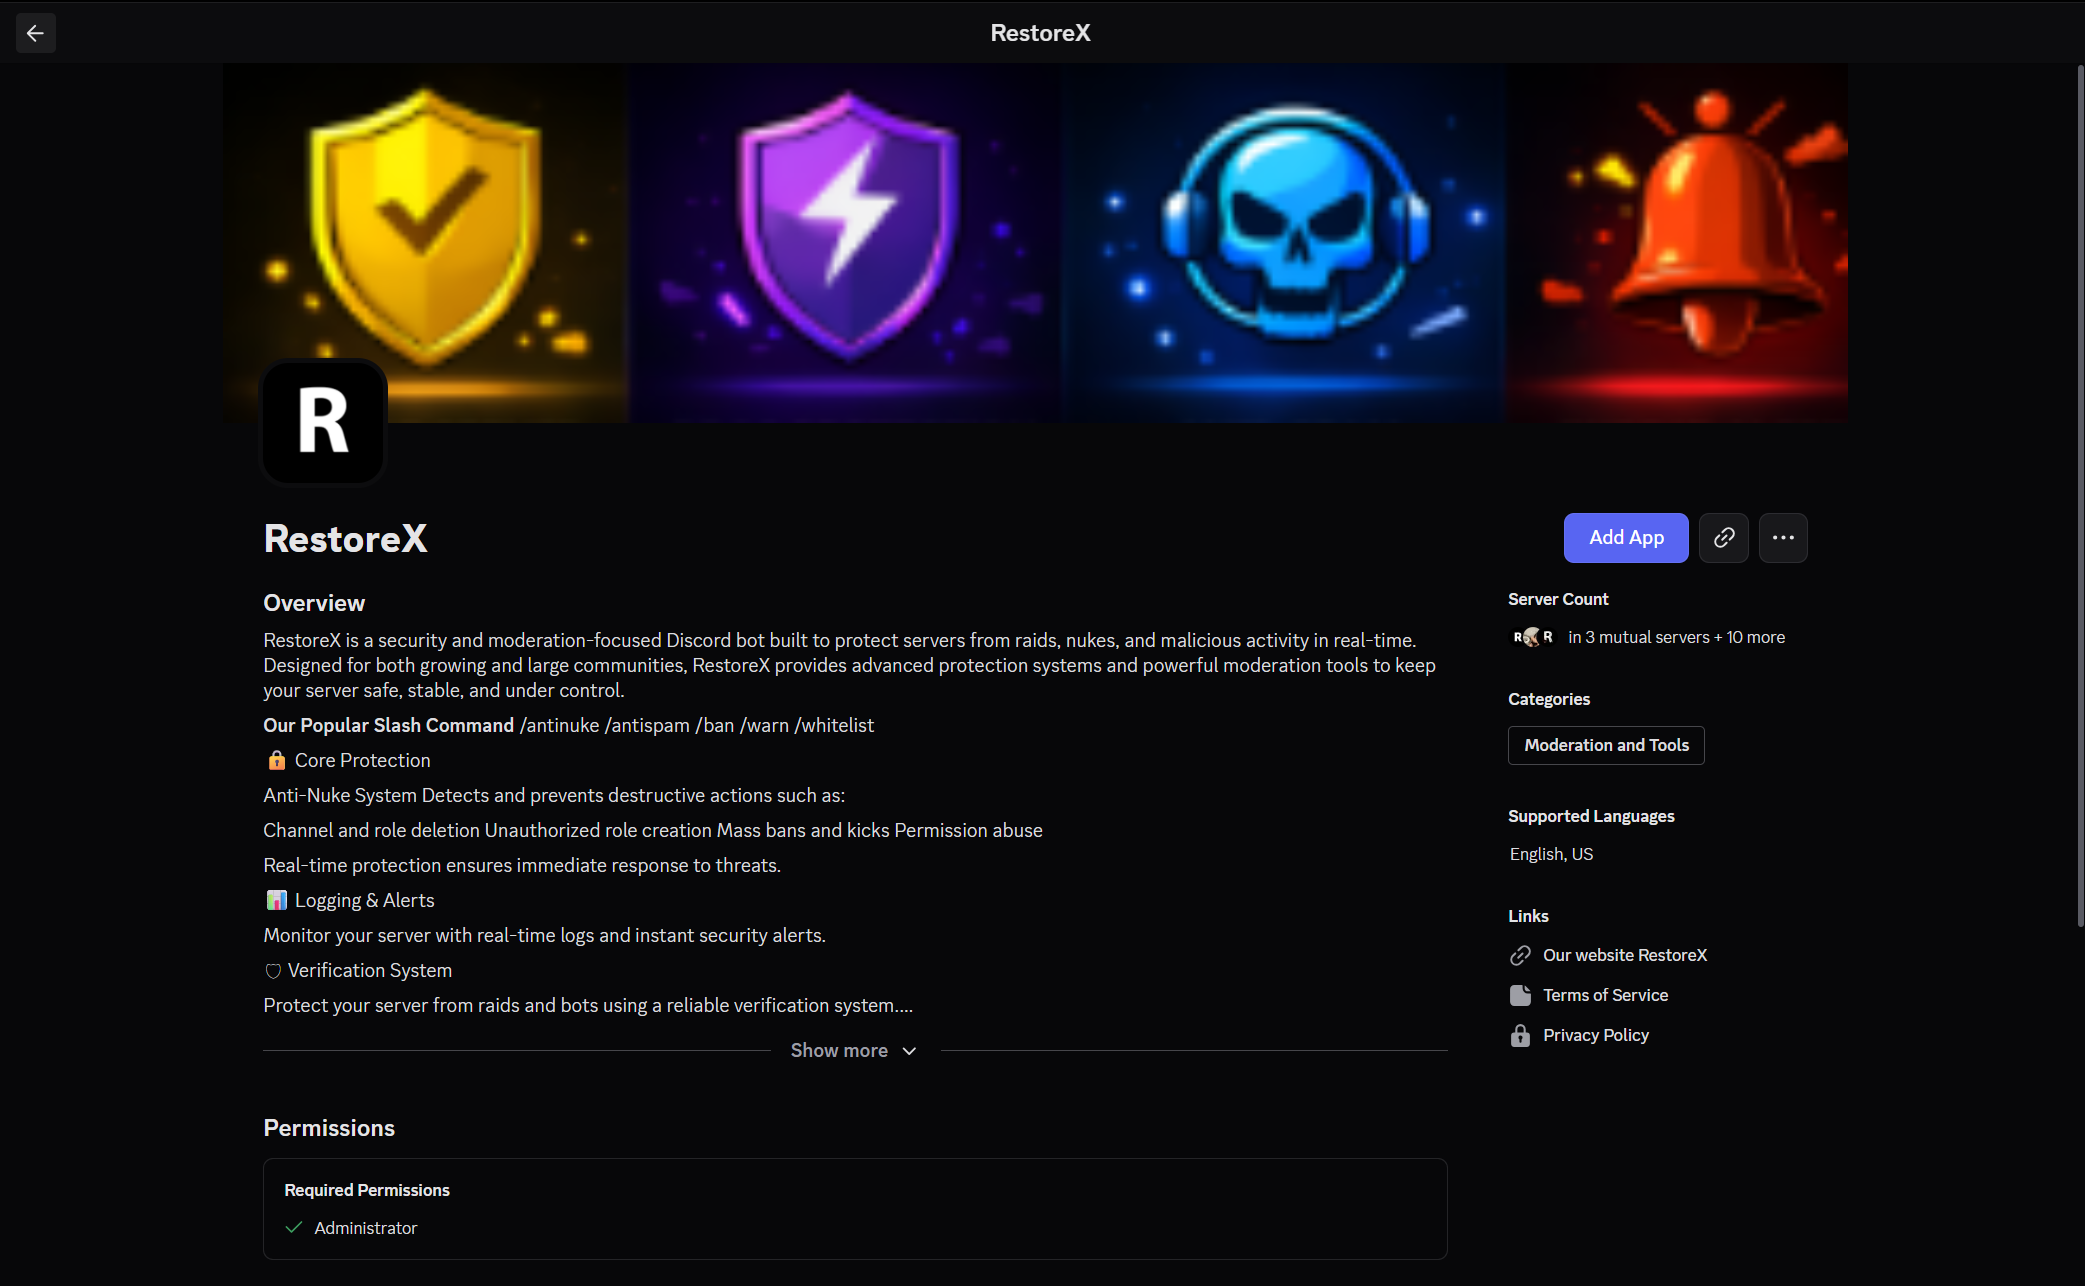 RestoreX
R
RestoreX
Add App
Overview
RestoreX is a security and moderation-focused Discord bot built to protect servers from raids, nukes, and malicious activity in real-time.
Designed for both growing and large communities, RestoreX provides advanced protection systems and powerful moderation tools to keep
your server safe, stable, and under control.
Our Popular Slash Command /antinuke /antispam /ban /warn /whitelist
🔒 Core Protection
Anti-Nuke System Detects and prevents destructive actions such as:
Channel and role deletion Unauthorized role creation Mass bans and kicks Permission abuse
Real-time protection ensures immediate response to threats.
📊 Logging & Alerts
Monitor your server with real-time logs and instant security alerts.
🛡 Verification System
Protect your server from raids and bots using a reliable verification system....
Show more
Permissions
Required Permissions
Administrator
Server Count
R R in 3 mutual servers + 10 more
Categories
Moderation and Tools
Supported Languages
English, US
Links
Our website RestoreX
Terms of Service
Privacy Policy